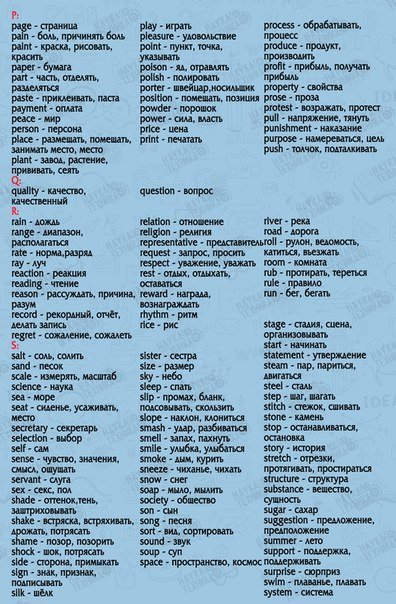 P:
page - страница
pain - боль, причинять боль
paint - краска, рисовать,
красить
paper - бумага
part - часть, отделять,
разделяться
paste - приклеивать, паста
payment - оплата
peace - мир
person - персона
place - размещать, помешать,
занимать место, место
plant - завод, растение,
прививать, сеять
play - играть
pleasure - удовольствие
point - пункт, точка,
указывать
poison - яд, отравлять
polish - полировать
porter - швейцар,носильщик
position - помещать, позиция
powder - порошок
power - сила, власть
price - цена
print - печатать
process - обрабатывать,
процесс
produce - продукт,
производить
profit - прибыль, получать
прибыль
property - свойства
prose - проза
protest - возражать, протест
pull - напряжение, тянуть
punishment - наказание
purpose - намереваться, цель
push - толчок, подталкивать
Q:
quality - качество,
качественный
question - вопрос
R:
rain - дождь
range - диапазон,
располагаться
rate - норма,разряд
ray - луч
reaction - реакция
reading - чтение
reason - рассуждать, причина,
разум
record - рекордный, отчёт,
делать запись
regret - сожаление, сожалеть
relation - отношение
religion - религия
representative - представитель
request - запрос, просить
respect - уважение, уважать
rest - отдых, отдыхать,
оставаться
reward - награда,
вознаграждать
rhythm - ритм
rice - рис
river - река
road - дорога
roll - рулон, ведомость,
катиться, въезжать
room - комната
rub - протирать, тереться
rule - правило
run - бег, бегать
S:
salt - соль, солить
sand - песок
scale - измерять, масштаб
science - наука
sea - море
seat - сиденье, усаживать,
место
secretary - секретарь
selection - выбор
self - сам
sense - чувство, значения,
смысл, ощущать
servant - слуга
sex - секс, пол
shade - оттенок,тень,
заштриховывать
shake - встряска, встряхивать,
дрожать, потрясать
shame - позор, позорить
shock - шок, потрясать
side - сторона, примыкать
sign - знак, признак,
подписывать
silk - шёлк
sister - сестра
size - размер
sky - небо
sleep - спать
slip - промах, бланк,
подсовывать, скользить
slope - наклон, клониться
smash - удар, разбиваться
smell - запах, пахнуть
smile - улыбка, улыбаться
smoke - дым, курить
sneeze - чиханье, чихать
snow - снег
soap - мыло, мылить
society - общество
son - сын
song - песня
sort - вид, сортировать
sound - звук
soup - суп
space - пространство, космос
stage - стадия, сцена,
организовывать
start - начинать
statement - утверждение
steam - пар, париться,
двигаться
steel - сталь
step - шаг, шагать
stitch - стежок, сшивать
stone - камень
stop - останавливаться,
остановка
story - история
stretch - отрезки,
протягивать, простираться
structure - структура
substance - вещество,
сущность
sugar - сахар
suggestion - предложение,
предположение
summer - лето
support - поддержка,
поддерживать
surprise - сюрприз
swim - плаванье, плавать
system - система